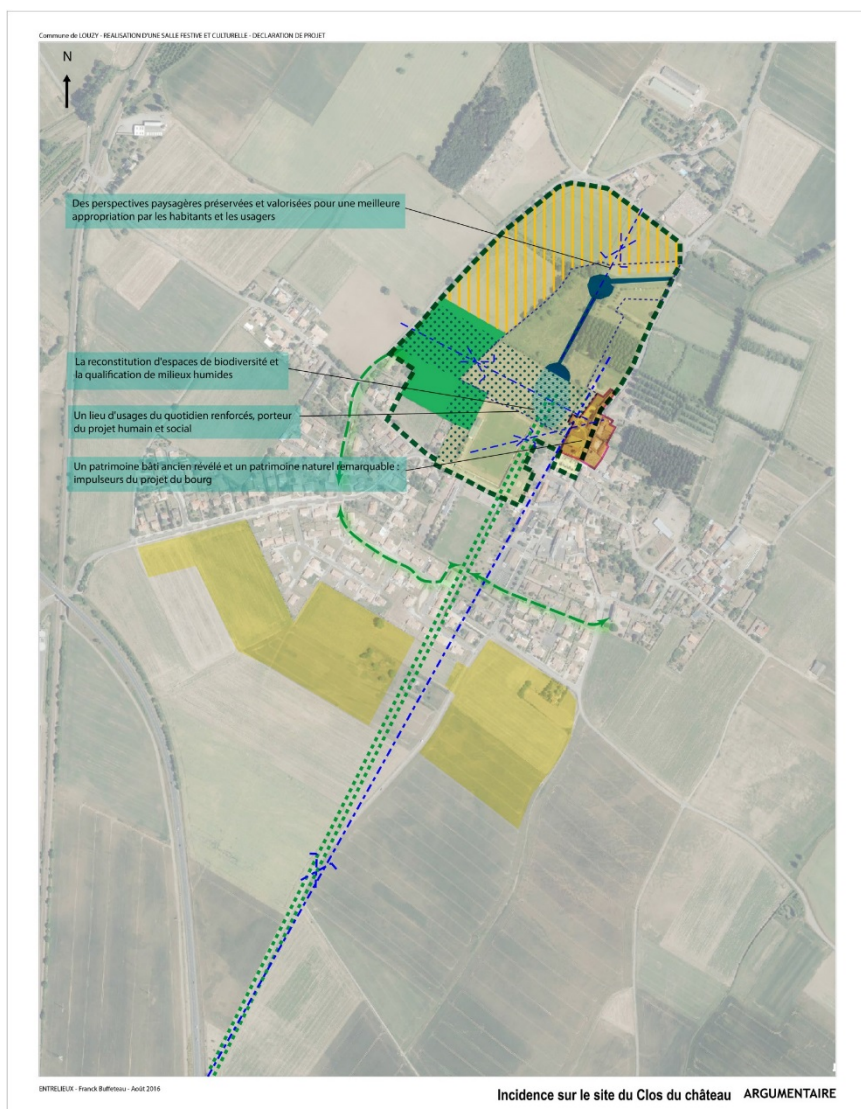 Commune de LOUZY - REALISATION D'UNE SALLE FESTIVE ET CULTURELLE - DECLARATION DE PROJET
N
Des perspectives paysagères préservées et valorisées pour une meilleure
appropriation par les habitants et les usagers
La reconstitution d'espaces de biodiversité et
la qualification de milieux humides
Un lieu d'usages du quotidien renforcés, porteur
du projet humain et social
Un patrimoine bâti ancien révélé et un patrimoine naturel remarquable :
impulseurs du projet du bourg
ENTRELIEUX - Franck Buffeteau - Août 2016
Incidence sur le site du Clos du château ARGUMENTAIRE